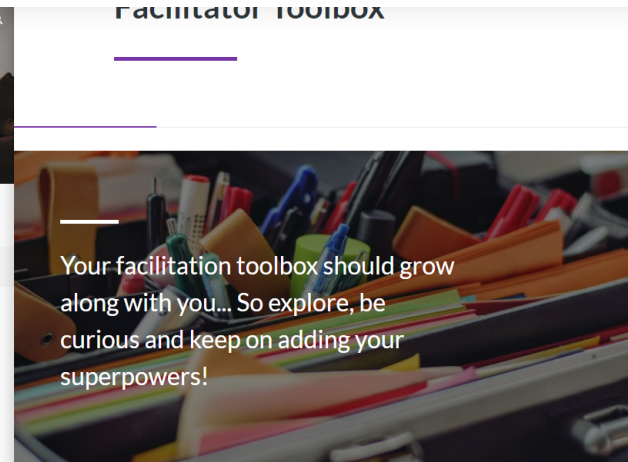 Facilitator Toolbox
Your facilitation toolbox should grow
along with you... So explore, be
curious and keep on adding your
superpowers!